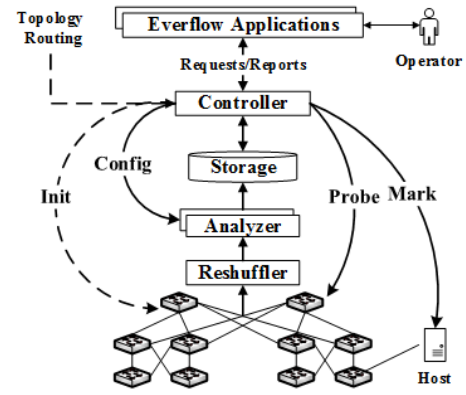 Topology
Routing
Everflow Applications
Operator
Requests/Reports
Controller
Config
Storage
Init
Probe
Mark
Analyzer
Reshuffler
Host